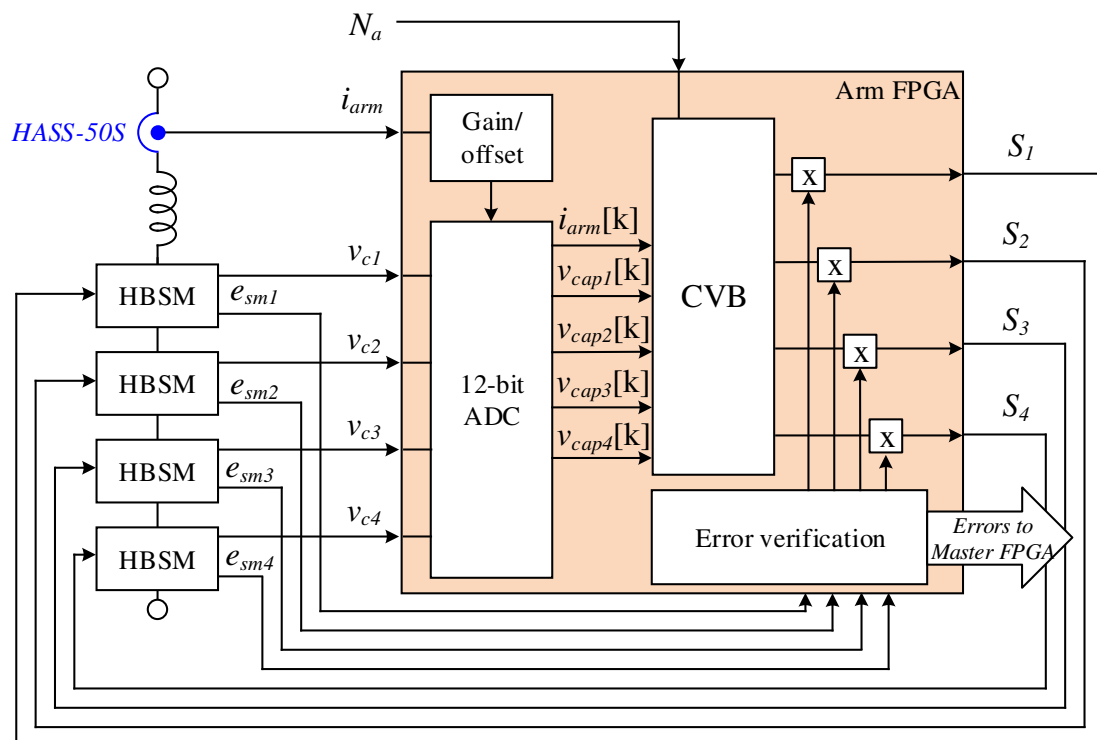 N_a
Arm FPGA
i_arm
HASS-50S
Gain/
offset
S_1
x
i_arm[k]
S_2
v_c1
x
HBSM
v_cap1[k]
CVB
e_sm1
S_3
v_c2
v_cap2[k]
x
HBSM
12-bit
ADC
e_sm2
v_cap3[k]
S_4
v_c3
v_cap4[k]
x
HBSM
e_sm3
v_c4
Error verification
Errors to
Master FPGA
HBSM
e_sm4